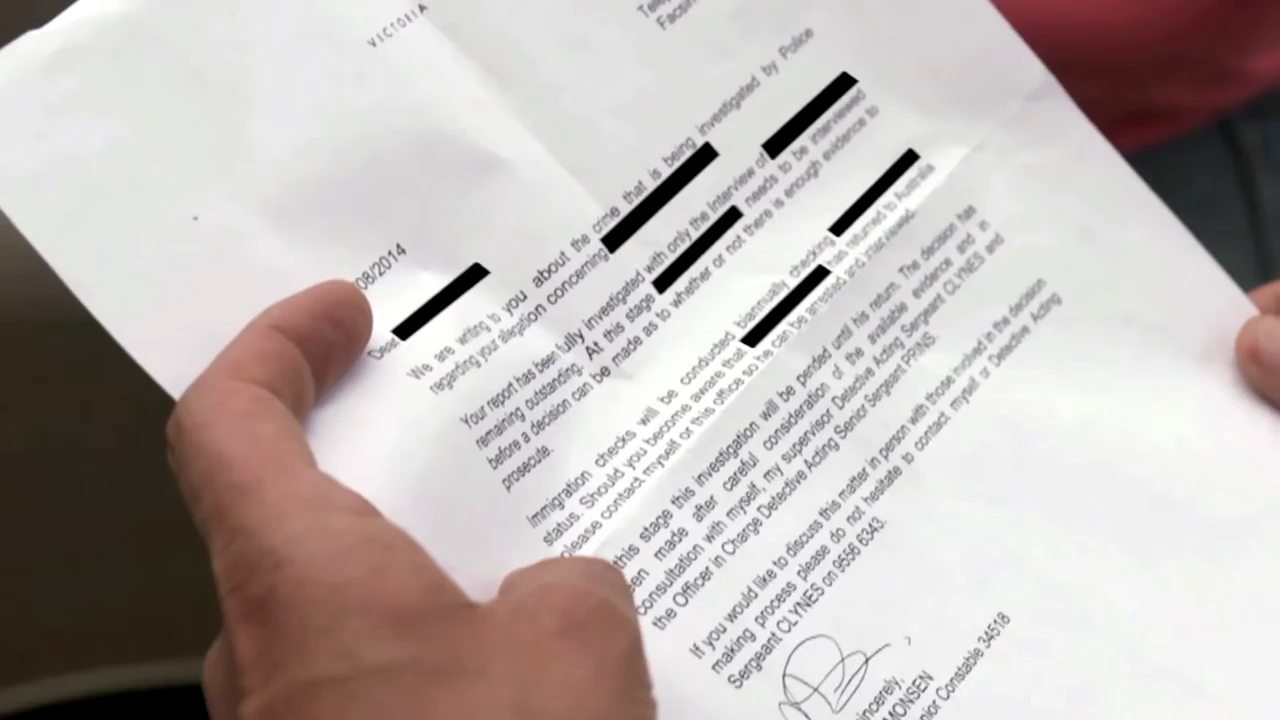 VICTORIA
08/2014
Dear
We are writing to you about the crime that is being investigated by Police
regarding your allegation concerning
Your report has been fully investigated with only the interview of
remaining outstanding. At this stage needs to be interviewed
before a decision can be made as to whether or not there is enough evidence to
prosecute.
Immigration checks will be conducted biannually checking
status. Should you become aware that has returned to Australia
please contact myself or this office so he can be arrested and interviewed.
this stage this investigation will be pended until his return. The decision has
en made after careful consideration of the available evidence and in
consultation with myself, my supervisor Detective Acting Sergeant CLYNES and
the Officer in Charge Detective Acting Senior Sergeant PRINS
If you would like to discuss this matter in person with those involved in the decision
making process please do not hesitate to contact myself or Detective Acting
Sergeant CLYNES on 9556 6343.
incerely,
MONSEN
nior Constable 34516